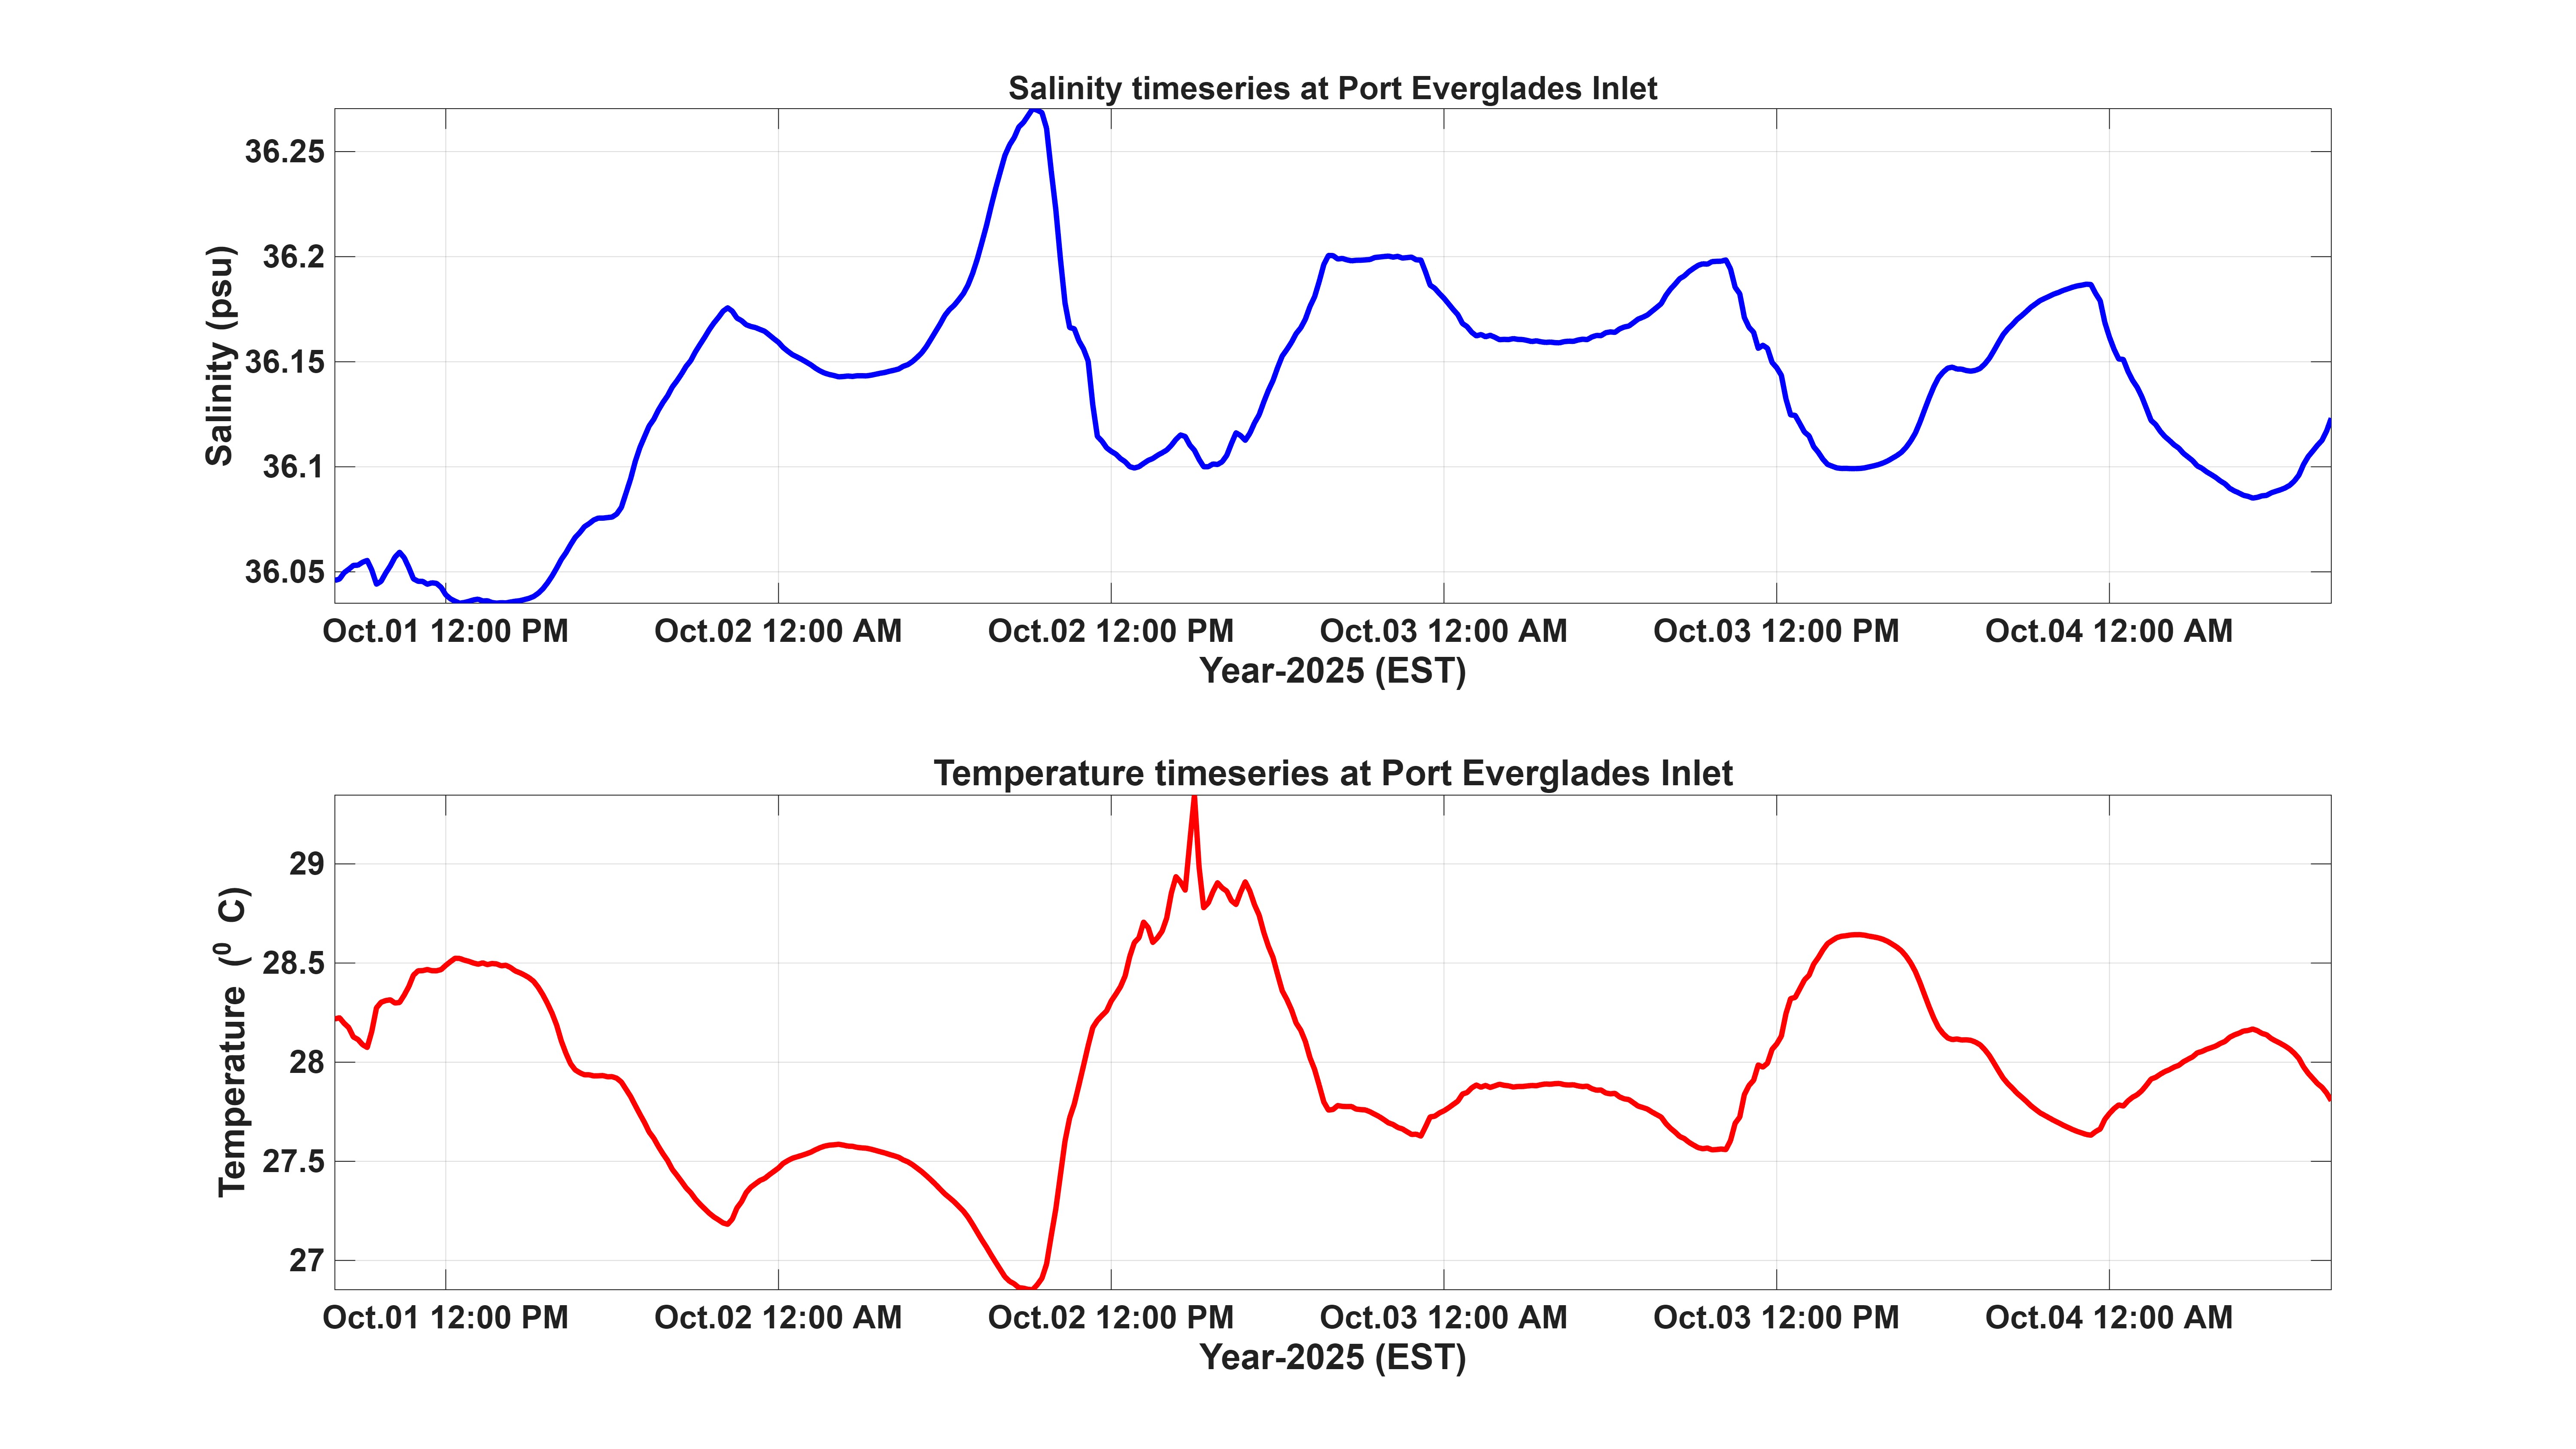 Salinity timeseries at Port Everglades Inlet
Salinity (psu)
36.25
36.2
36.15
36.1
36.05
Oct.01 12:00 PM Oct.02 12:00 AM Oct.02 12:00 PM Oct.03 12:00 AM Oct.03 12:00 PM Oct.04 12:00 AM
Year-2025 (EST)
Temperature timeseries at Port Everglades Inlet
Temperature (⁰ C)
29
28.5
28
27.5
27
Oct.01 12:00 PM Oct.02 12:00 AM Oct.02 12:00 PM Oct.03 12:00 AM Oct.03 12:00 PM Oct.04 12:00 AM
Year-2025 (EST)